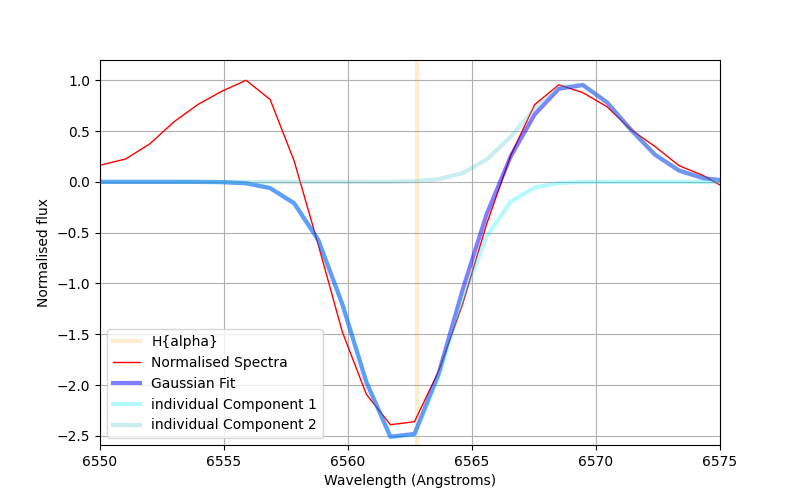 1.0
0.5
0.0
−0.5
−1.0
−1.5
−2.0
−2.5
Normalised flux
H{alpha}
Normalised Spectra
Gaussian Fit
individual Component 1
individual Component 2
6550 6555 6560 6565 6570 6575
Wavelength (Angstroms)